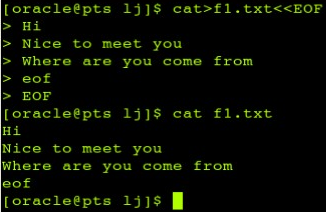 [oracle@pts lj]$ cat>f1.txt<<EOF
> Hi
> Nice to meet you
> Where are you come from
> eof
> EOF
[oracle@pts lj]$ cat f1.txt
Hi
Nice to meet you
Where are you come from
eof
[oracle@pts lj]$